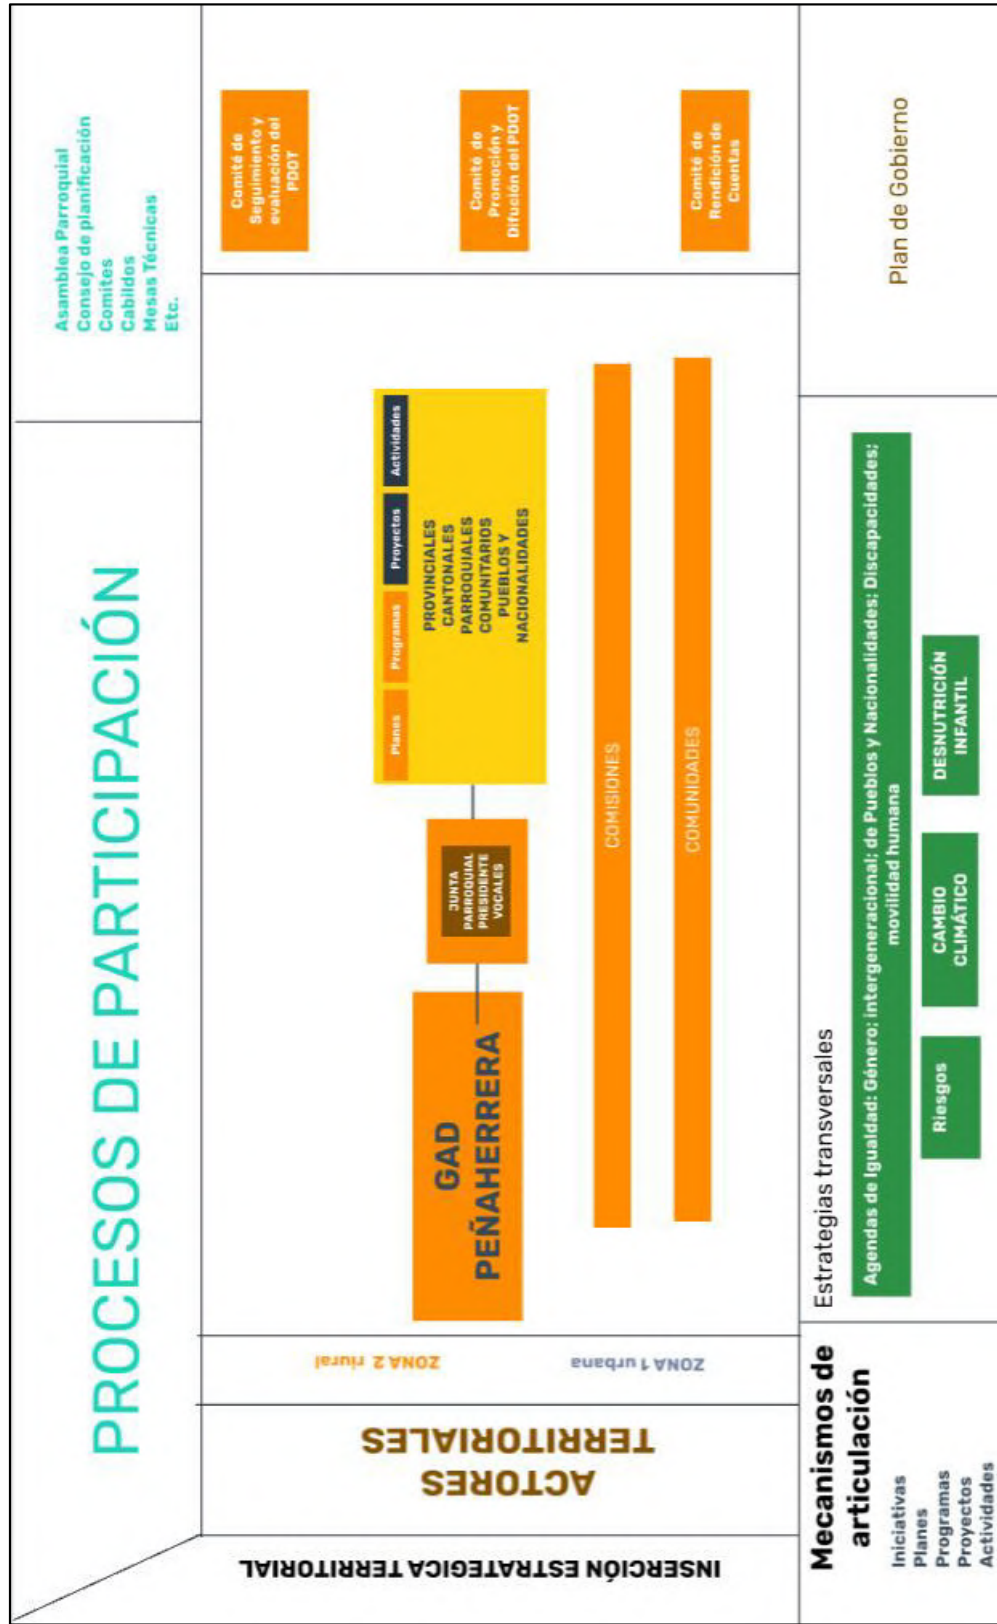 PROCESOS DE PARTICIPACIÓN
Asamblea Parroquial
Consejo de planificación
Comites
Cabildos
Mesas Técnicas
Etc.
INSERCIÓN ESTRATEGICA TERRITORIAL
ACTORES
TERRITORIALES
ZONA 2 riural
ZONA 1 urbana
GAD
PEÑAHERRERA
JUNTA
PARROQUIAL
PRESIDENTE
VOCALES
Planes
Programas
Proyectos
Actividades
PROVINCIALES
CANTONALES
PARROQUIALES
COMUNITARIOS
PUEBLOS Y
NACIONALIDADES
COMISIONES
COMUNIDADES
Comité de
Seguimiento y
evaluación del
PDOT
Comité de
Promoción y
Difución del PDOT
Comité de
Rendición de
Cuentas
Mecanismos de
articulación
Iniciativas
Planes
Programas
Proyectos
Actividades
Estrategias transversales
Agendas de Igualdad: Género; intergeneracional; de Pueblos y Nacionalidades; Discapacidades;
movilidad humana
Riesgos
CAMBIO
CLIMÁTICO
DESNUTRICIÓN
INFANTIL
Plan de Gobierno